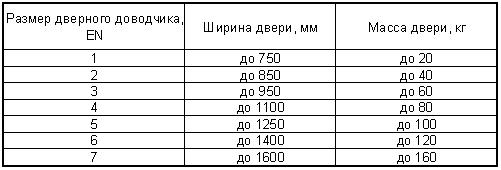 Размер дверного доводчика, EN Ширина двери, мм Масса двери, кг
1 до 750 до 20
2 до 850 до 40
3 до 950 до 60
4 до 1100 до 80
5 до 1250 до 100
6 до 1400 до 120
7 до 1600 до 160